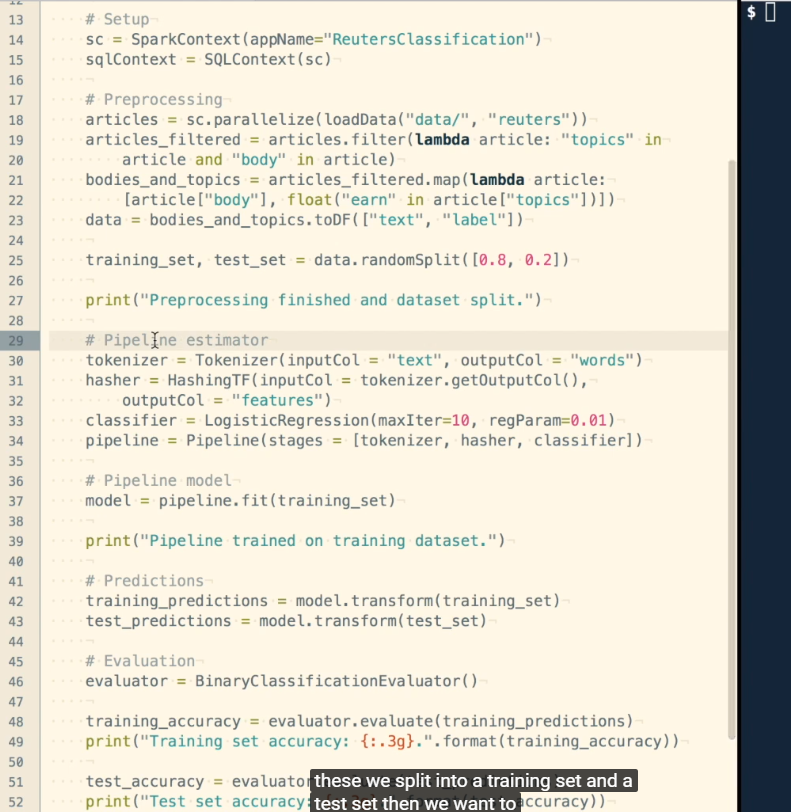 12
13 # Setup
14 sc = SparkContext(appName="ReutersClassification")
15 sqlContext = SQLContext(sc)
16
17 # Preprocessing
18 articles = sc.parallelize(loadData("data/", "reuters"))
19 articles_filtered = articles.filter(lambda article: "topics" in
20 article and "body" in article)
21 bodies_and_topics = articles_filtered.map(lambda article:
22 [article["body"], float("earn" in article["topics"])])
23 data = bodies_and_topics.toDF(["text", "label"])
24
25 training_set, test_set = data.randomSplit([0.8, 0.2])
26
27 print("Preprocessing finished and dataset split.")
28
29 # Pipeline estimator
30 tokenizer = Tokenizer(inputCol = "text", outputCol = "words")
31 hasher = HashingTF(inputCol = tokenizer.getOutputCol(),
32 outputCol = "features")
33 classifier = LogisticRegression(maxIter=10, regParam=0.01)
34 pipeline = Pipeline(stages = [tokenizer, hasher, classifier])
35
36 # Pipeline model
37 model = pipeline.fit(training_set)
38
39 print("Pipeline trained on training dataset.")
40
41 # Predictions
42 training_predictions = model.transform(training_set)
43 test_predictions = model.transform(test_set)
44
45 # Evaluation
46 evaluator = BinaryClassificationEvaluator()
47
48 training_accuracy = evaluator.evaluate(training_predictions)
49 print("Training set accuracy: {:.3g}.".format(training_accuracy))
50
51 test_accuracy = evaluator
52 print("Test set accuracy: accuracy))
these we split into a training set and a
test set then we want to
$